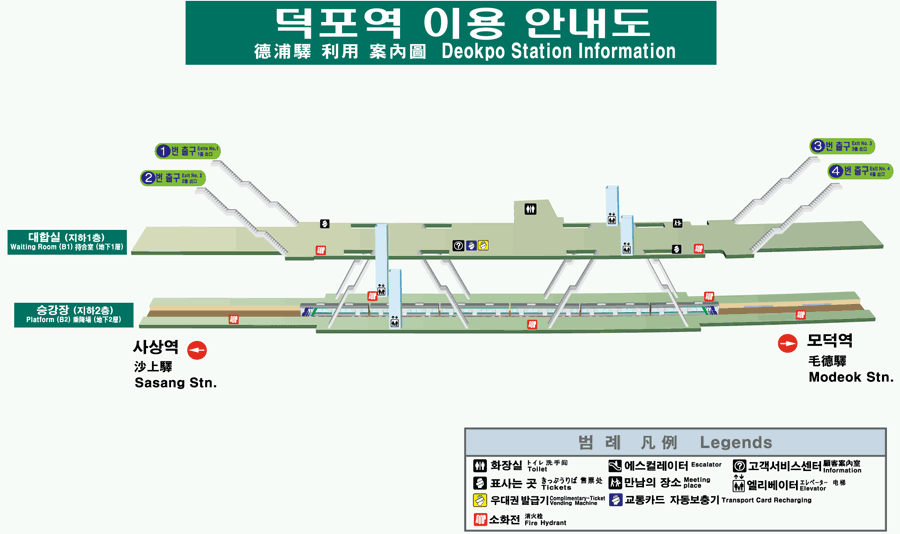 덕포역 이용 안내도
德浦驛 利用 案內圖 Deokpo Station Information
1 번 출구 Exite No.1
1番 出口
2 번 출구 Exit No. 2
2番 出口
3 번 출구 Exit No. 3
3番 出口
4 번 출구 Exit No. 4
4番 出口
대합실 (지하1층)
Waiting Room (B1) 待合室 (地下1層)
승강장 (지하2층)
Platform (B2) 乘降場 (地下2層)
사상역
沙上驛
Sasang Stn.
모덕역
毛德驛
Modeok Stn.
범 례 凡 例 Legends
화장실 トイレ 洗手间 Toilet
에스컬레이터 Escalator
고객서비스센터 顧客案內室 Information
표사는 곳 きっぷうりば 售票处 Tickets
만남의 장소 Meeting place
엘리베이터 エレベーター 电梯 Elevator
우대권 발급기 Complimentary-Ticket Vending Machine
교통카드 자동보충기 Transport Card Recharging
소화전 消火栓 Fire Hydrant